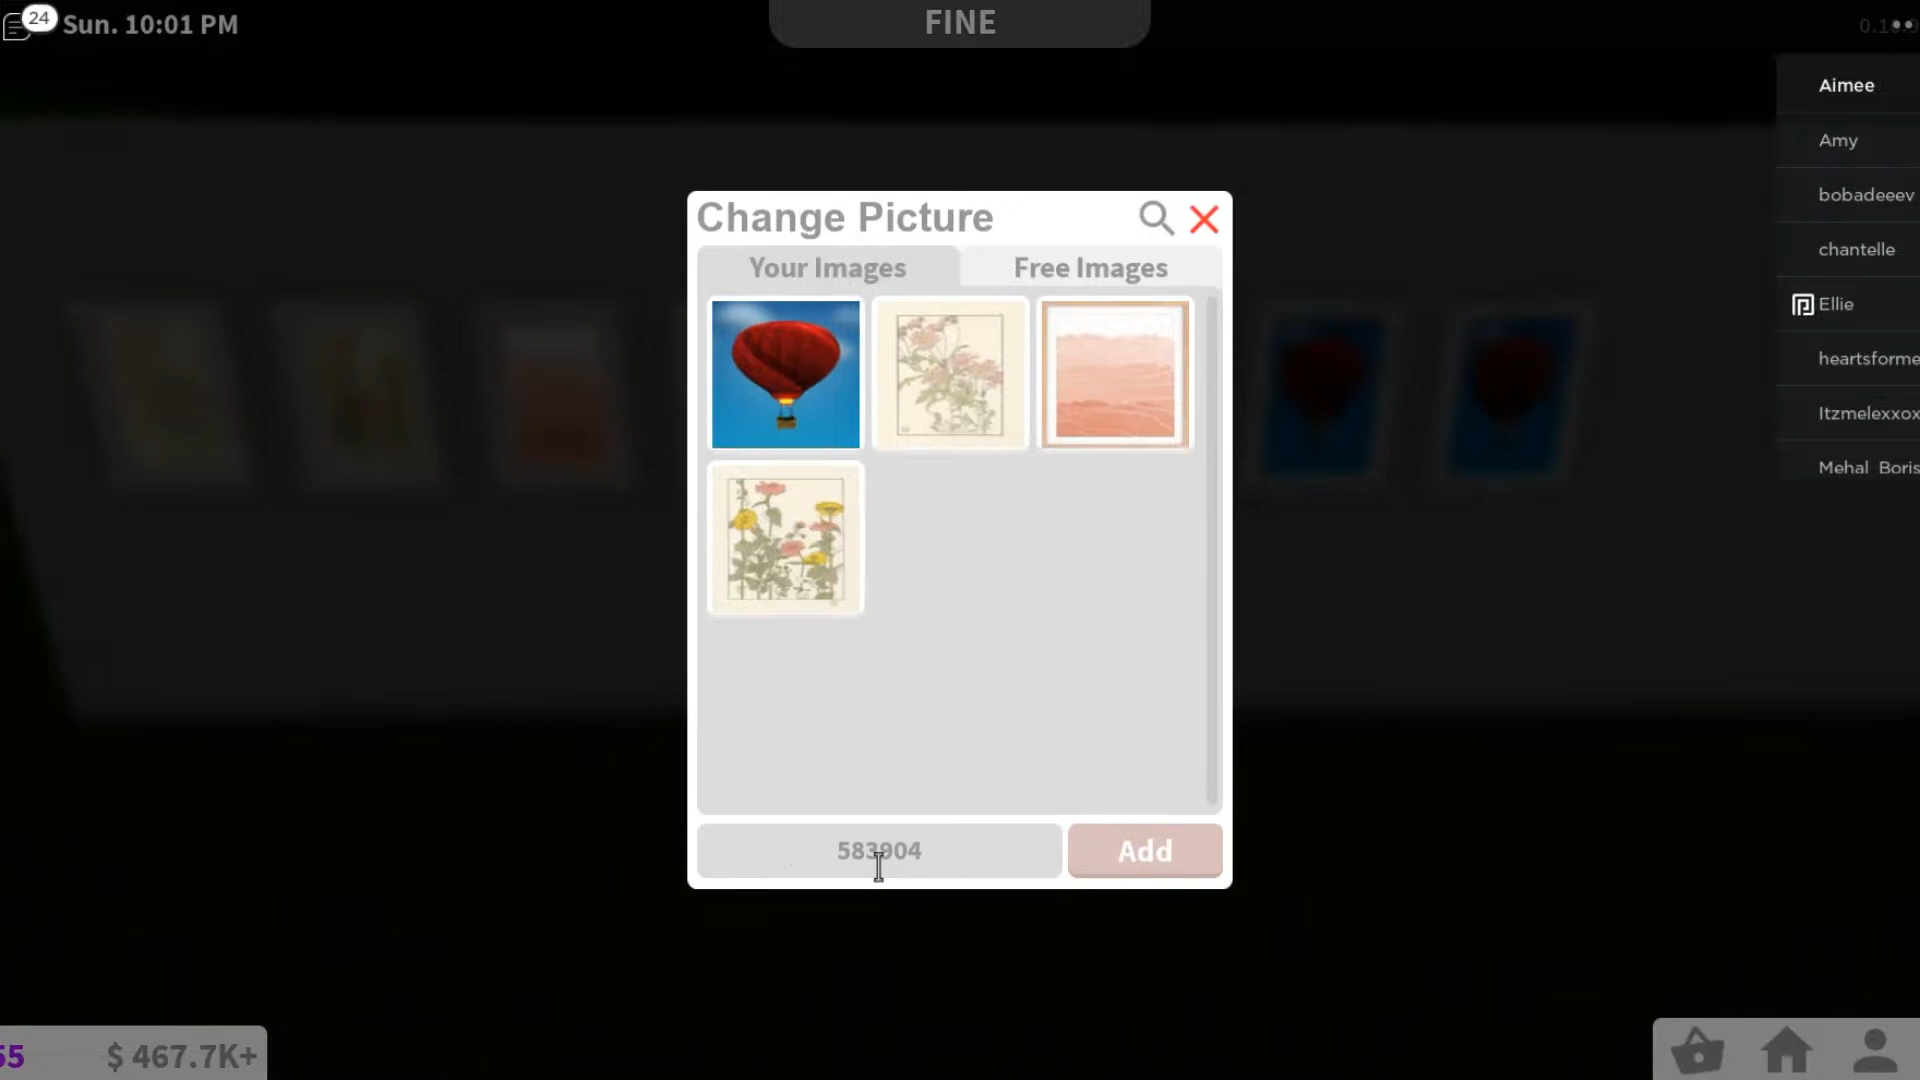 24
Sun. 10:01 PM
FINE
Aimee
Amy
bobadeeev
chantelle
Ellie
heartsforme
Itzmelexxox
Mehal Boris
Change Picture
Your Images
Free Images
583904
Add
55
$ 467.7K+